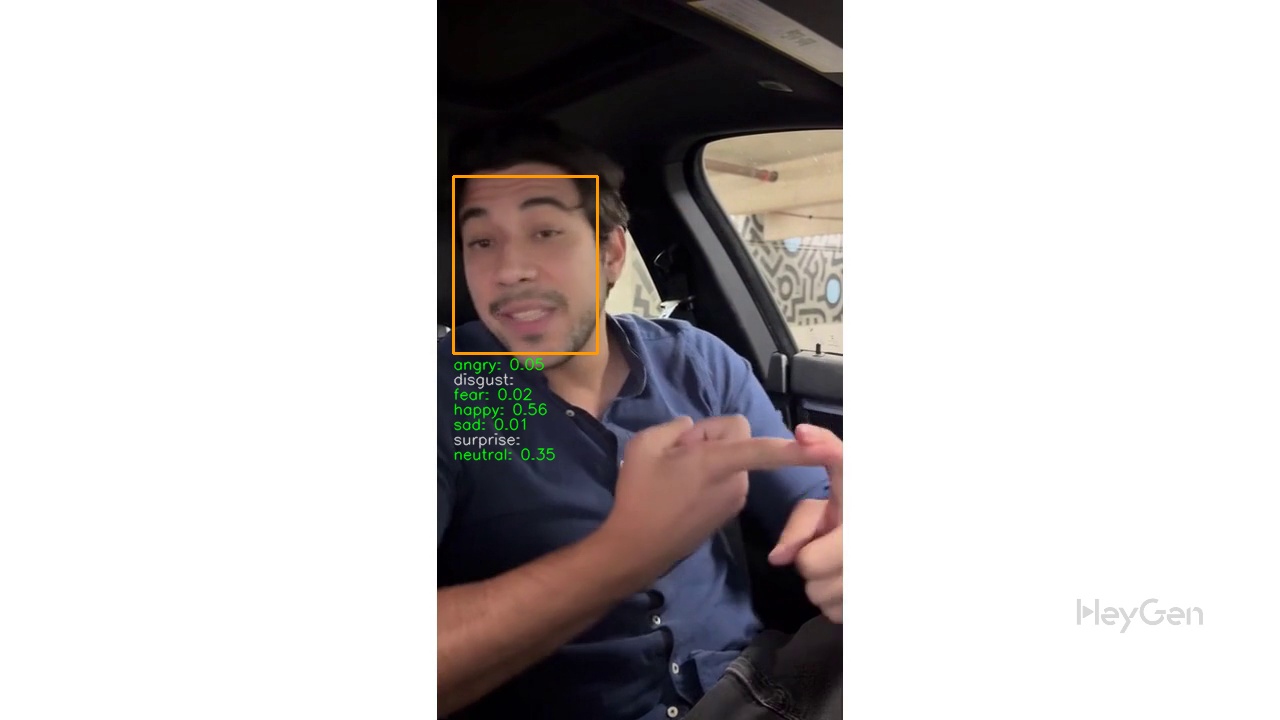 angry: 0.05
disgust:
fear: 0.02
happy: 0.56
sad: 0.01
surprise:
neutral: 0.35
HeyGen